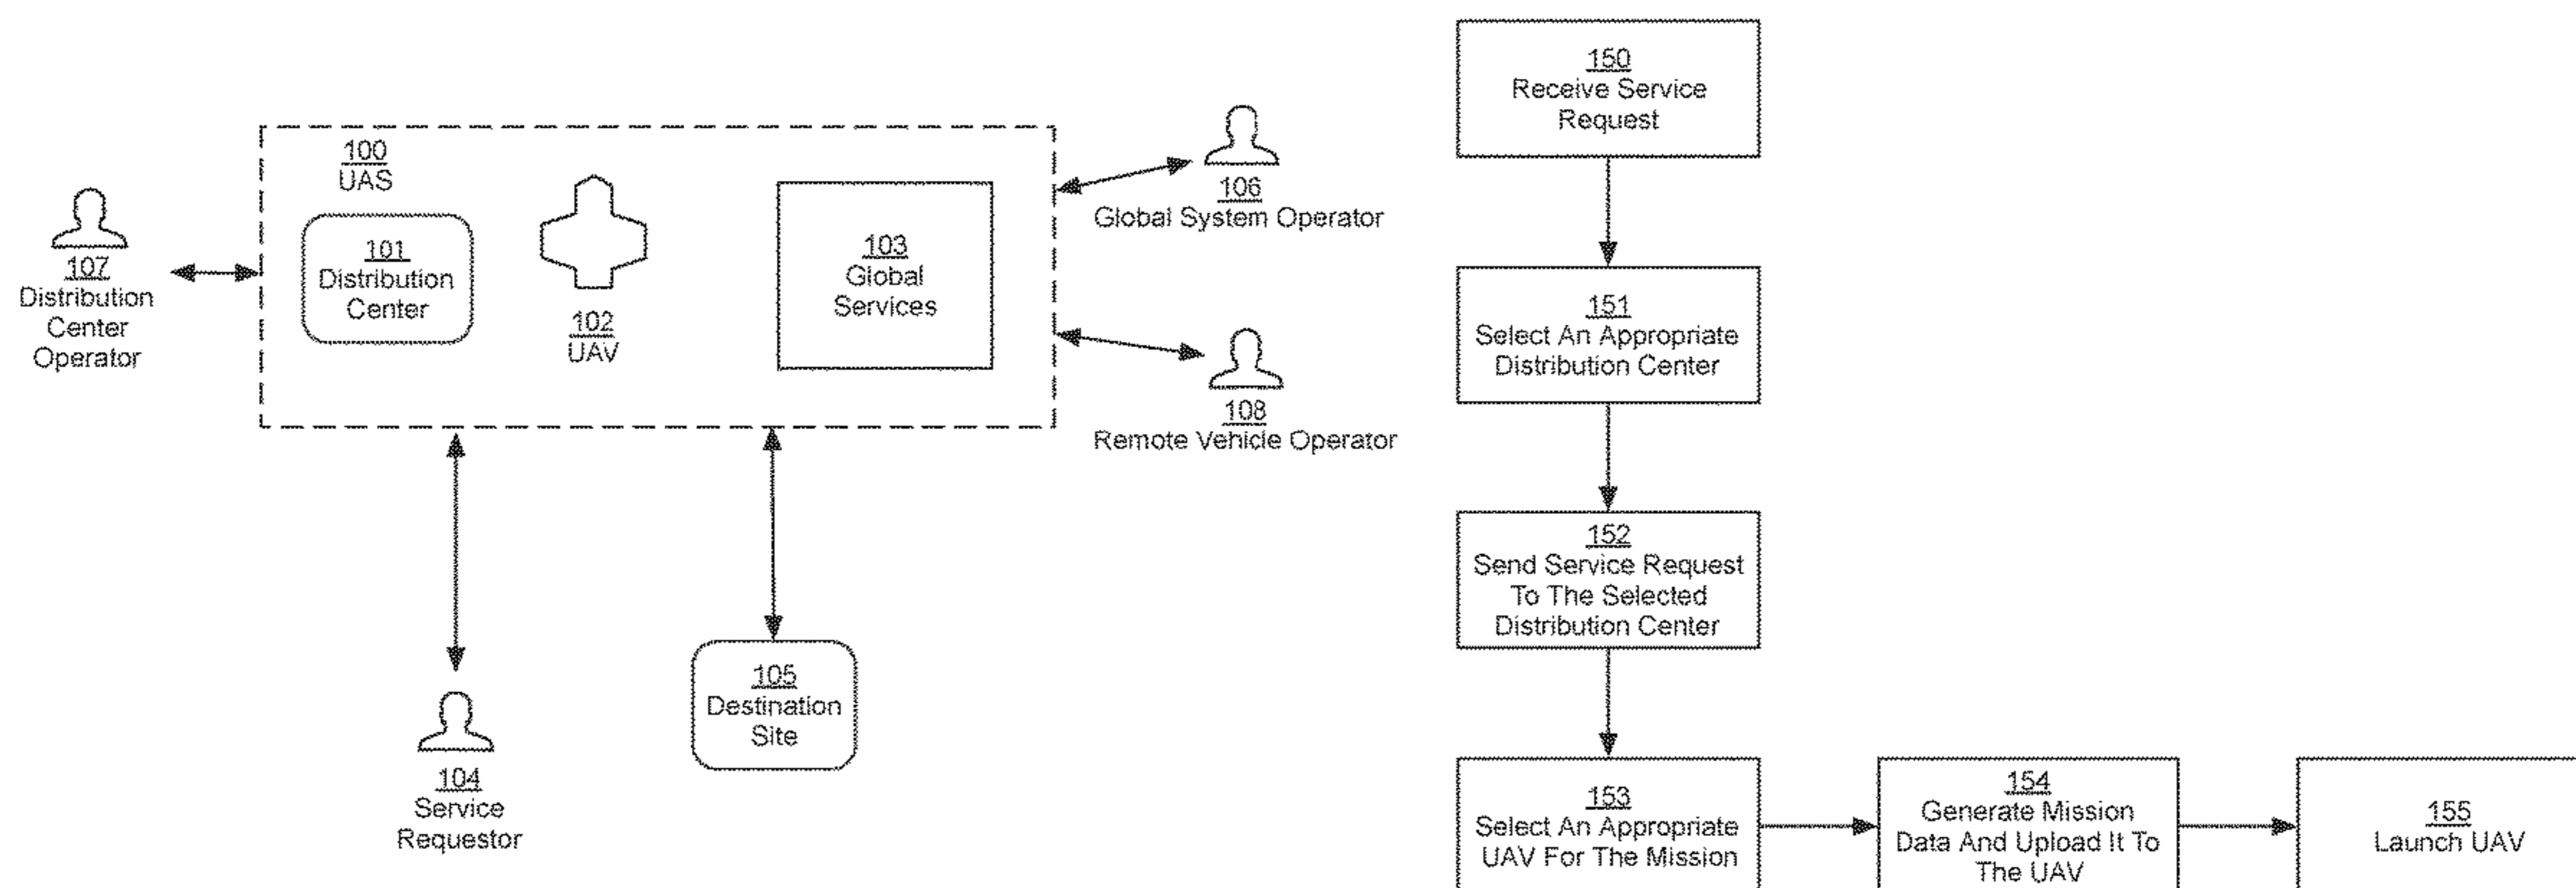 100
UAS
107
Distribution
Center
Operator
101
Distribution
Center
102
UAV
103
Global
Services
106
Global System Operator
108
Remote Vehicle Operator
104
Service
Requestor
105
Destination
Site
150
Receive Service
Request
151
Select An Appropriate
Distribution Center
152
Send Service Request
To The Selected
Distribution Center
153
Select An Appropriate
UAV For The Mission
154
Generate Mission
Data And Upload It To
The UAV
155
Launch UAV